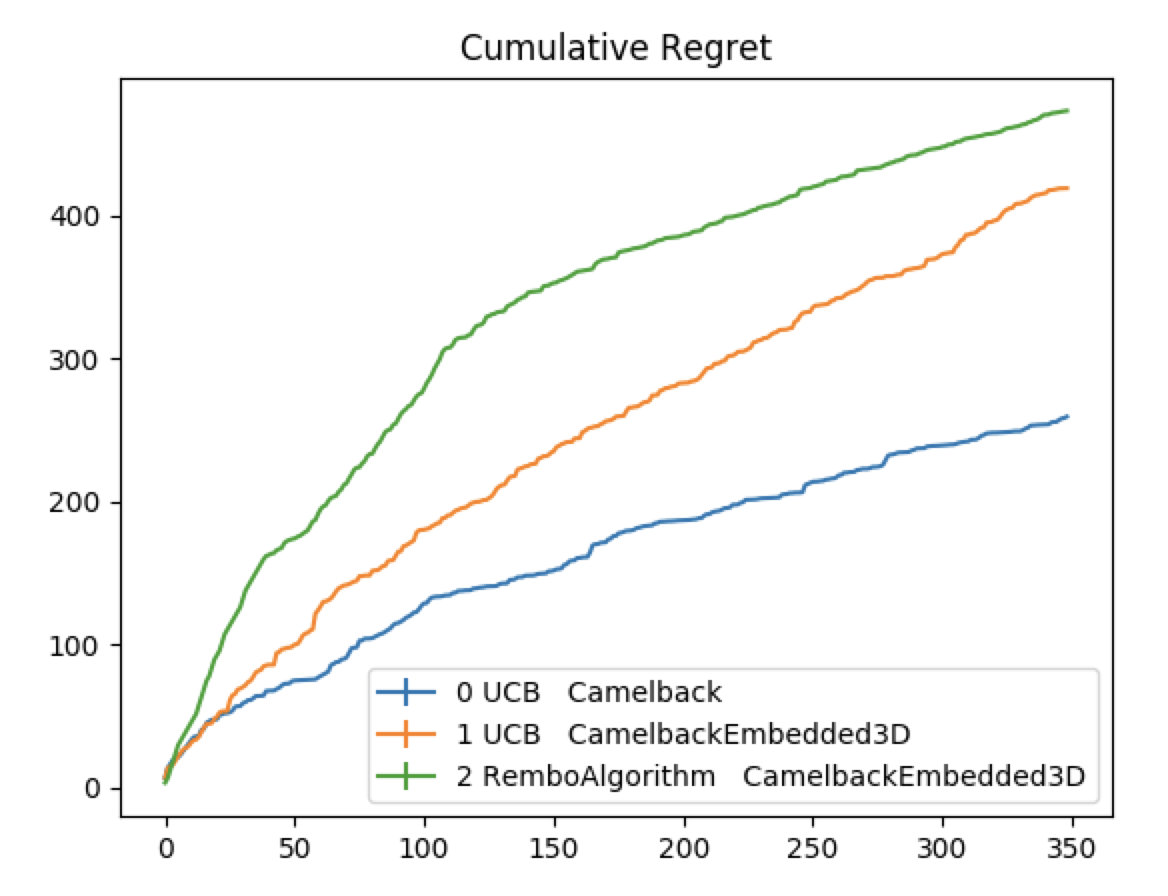 Cumulative Regret
400
300
200
100
0
0 UCB Camelback
1 UCB CamelbackEmbedded3D
2 RemboAlgorithm CamelbackEmbedded3D
0 50 100 150 200 250 300 350